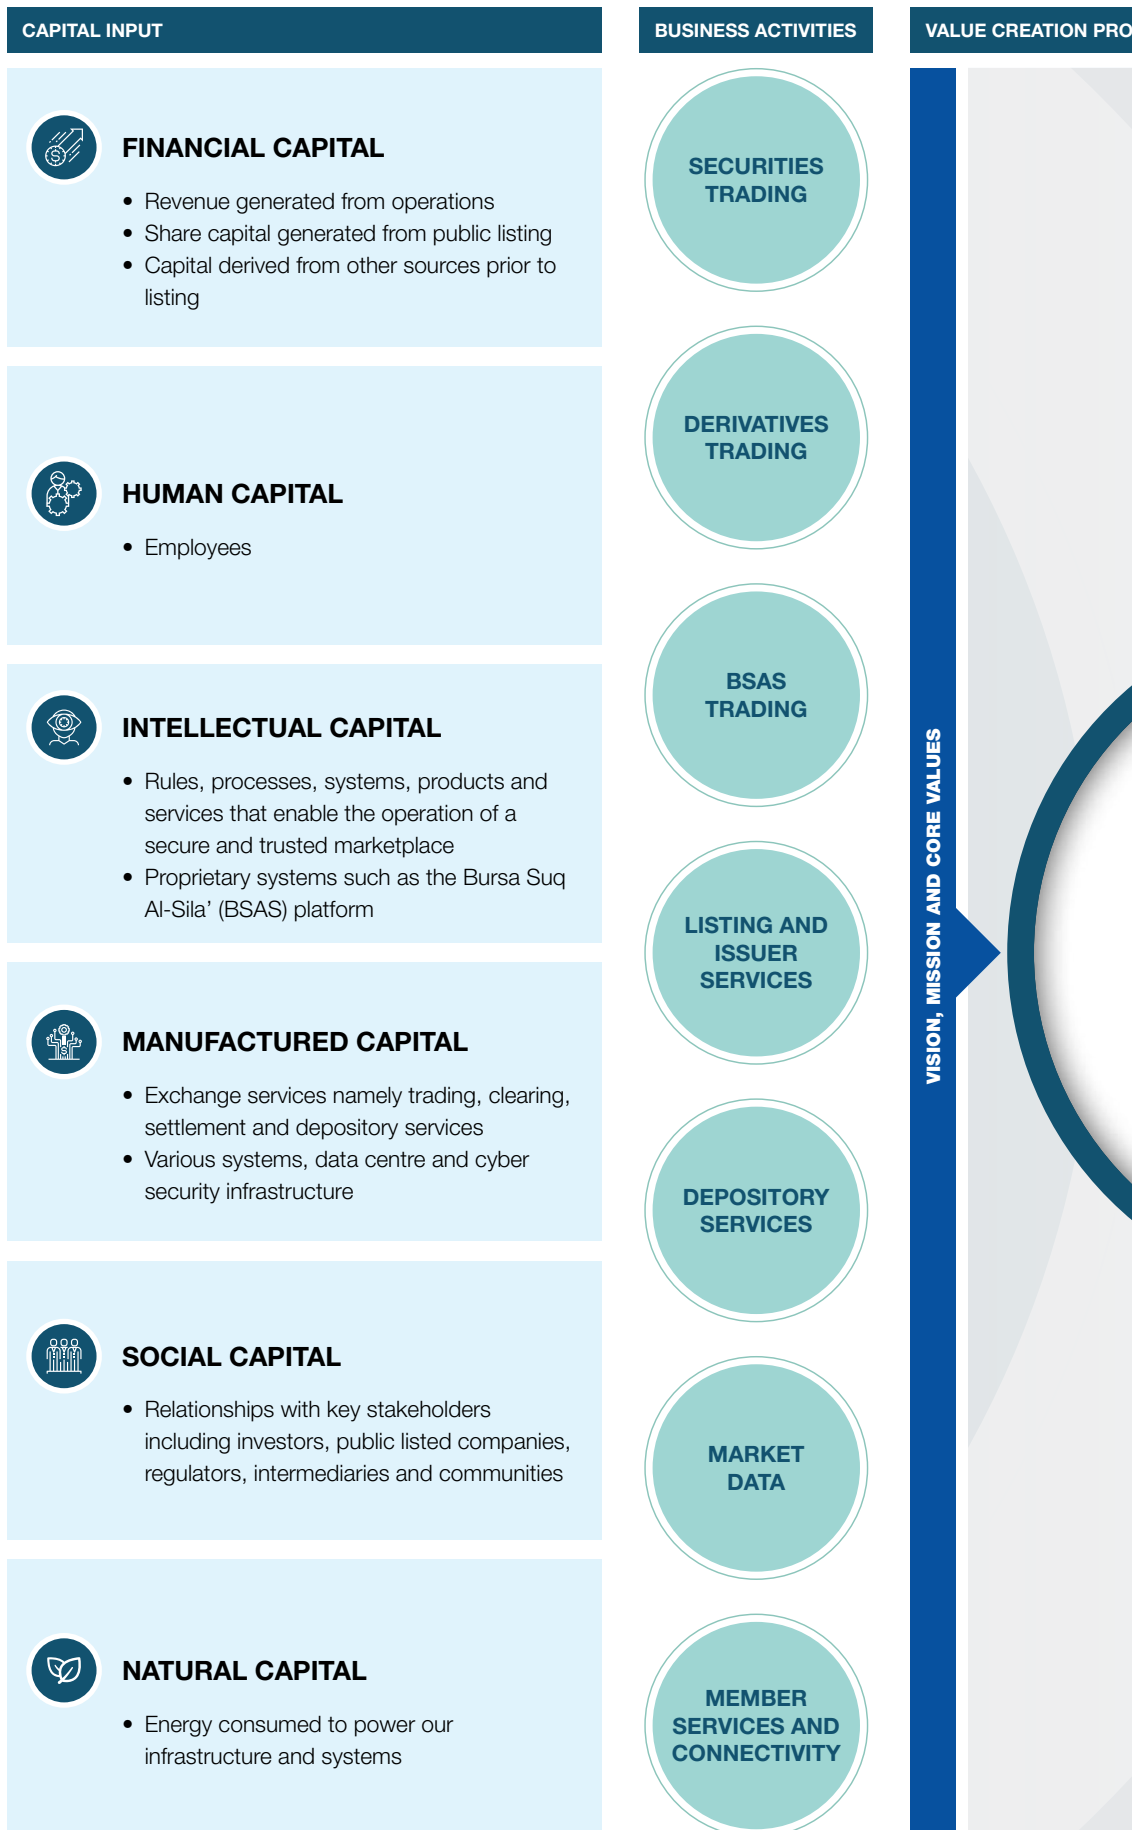 CAPITAL INPUT
FINANCIAL CAPITAL
• Revenue generated from operations
• Share capital generated from public listing
• Capital derived from other sources prior to
listing
HUMAN CAPITAL
• Employees
INTELLECTUAL CAPITAL
• Rules, processes, systems, products and
services that enable the operation of a
secure and trusted marketplace
• Proprietary systems such as the Bursa Suq
Al-Sila’ (BSAS) platform
MANUFACTURED CAPITAL
• Exchange services namely trading, clearing,
settlement and depository services
• Various systems, data centre and cyber
security infrastructure
SOCIAL CAPITAL
• Relationships with key stakeholders
including investors, public listed companies,
regulators, intermediaries and communities
NATURAL CAPITAL
• Energy consumed to power our
infrastructure and systems
BUSINESS ACTIVITIES
SECURITIES
TRADING
DERIVATIVES
TRADING
BSAS
TRADING
LISTING AND
ISSUER
SERVICES
DEPOSITORY
SERVICES
MARKET
DATA
MEMBER
SERVICES AND
CONNECTIVITY
VALUE CREATION PRO
VISION, MISSION AND CORE VALUES